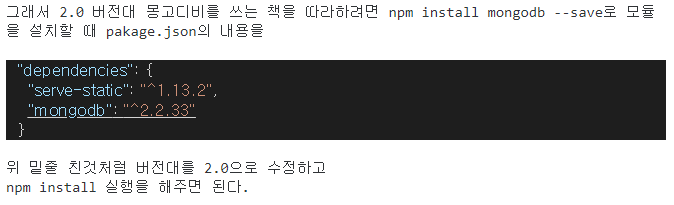 그래서 2.0 버전대 몽고디비를 쓰는 책을 따라하려면 npm install mongodb --save로 모듈
을 설치할 때 pakage.json의 내용을
"dependencies": {
"serve-static": "^1.13.2",
"mongodb": "^2.2.33"
}
위 밑줄 친것처럼 버전대를 2.0으로 수정하고
npm install 실행을 해주면 된다.